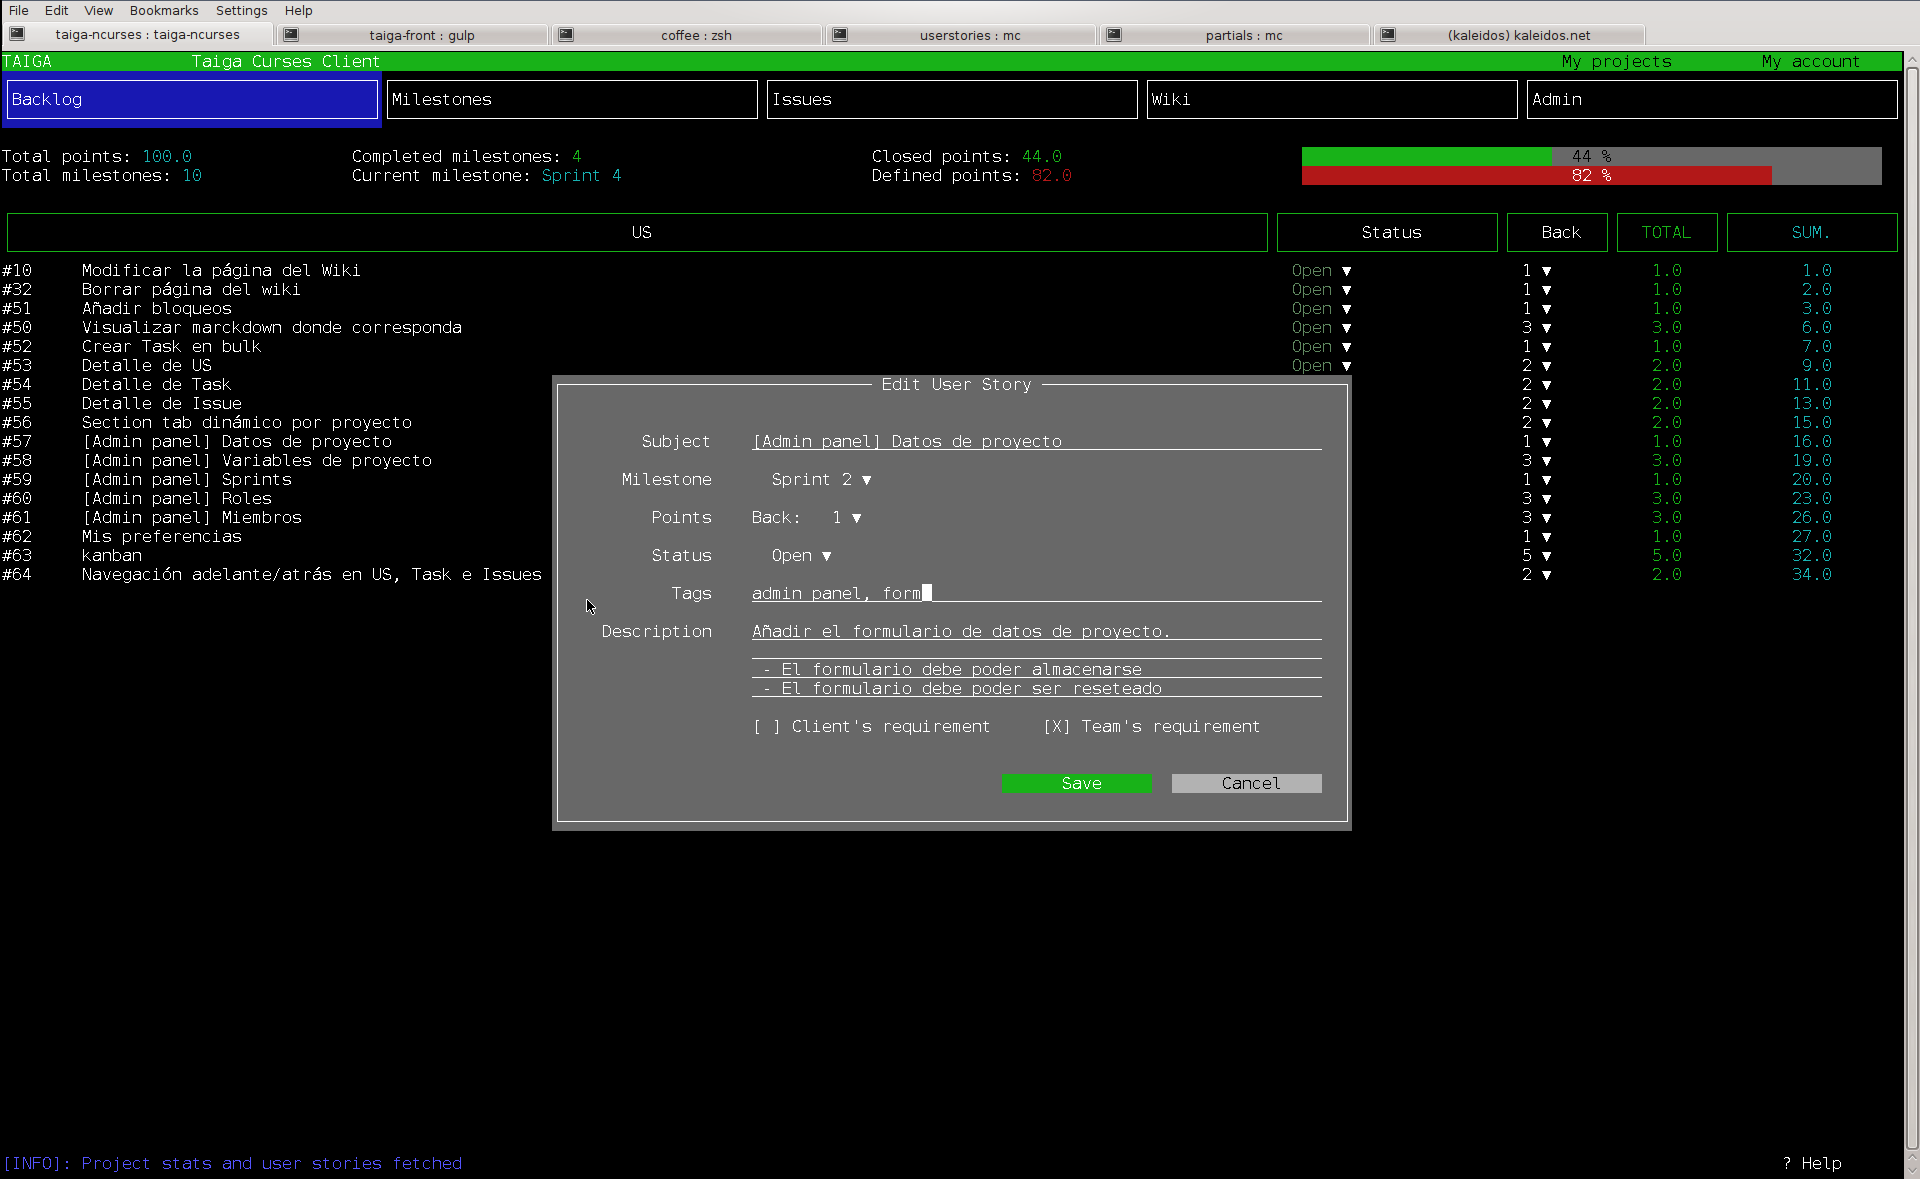 File Edit View Bookmarks Settings Help
taiga-ncurses : taiga-ncurses taiga-front : gulp coffee : zsh userstories : mc partials : mc (kaleidos) kaleidos.net
TAIGA Taiga Curses Client My projects My account
Backlog Milestones Issues Wiki Admin
Total points: 100.0 Completed milestones: 4 Closed points: 44.0 44 %
Total milestones: 10 Current milestone: Sprint 4 Defined points: 82.0 82 %
US Status Back TOTAL SUM.
#10 Modificar la página del Wiki Open ▼ 1 ▼ 1.0 1.0
#32 Borrar página del wiki Open ▼ 1 ▼ 1.0 2.0
#51 Añadir bloqueos Open ▼ 1 ▼ 1.0 3.0
#50 Visualizar marckdown donde corresponda Open ▼ 3 ▼ 3.0 6.0
#52 Crear Task en bulk Open ▼ 1 ▼ 1.0 7.0
#53 Detalle de US Open ▼ 2 ▼ 2.0 9.0
#54 Detalle de Task 2 ▼ 2.0 11.0
#55 Detalle de Issue 2 ▼ 2.0 13.0
#56 Section tab dinámico por proyecto 2 ▼ 2.0 15.0
#57 [Admin panel] Datos de proyecto 1 ▼ 1.0 16.0
#58 [Admin panel] Variables de proyecto 3 ▼ 3.0 19.0
#59 [Admin panel] Sprints 1 ▼ 1.0 20.0
#60 [Admin panel] Roles 3 ▼ 3.0 23.0
#61 [Admin panel] Miembros 3 ▼ 3.0 26.0
#62 Mis preferencias 1 ▼ 1.0 27.0
#63 kanban 5 ▼ 5.0 32.0
#64 Navegación adelante/atrás en US, Task e Issues 2 ▼ 2.0 34.0
Edit User Story
Subject [Admin panel] Datos de proyecto
Milestone Sprint 2 ▼
Points Back: 1 ▼
Status Open ▼
Tags admin panel, form
Description Añadir el formulario de datos de proyecto.
- El formulario debe poder almacenarse
- El formulario debe poder ser reseteado
[ ] Client's requirement [X] Team's requirement
Save Cancel
[INFO]: Project stats and user stories fetched ? Help